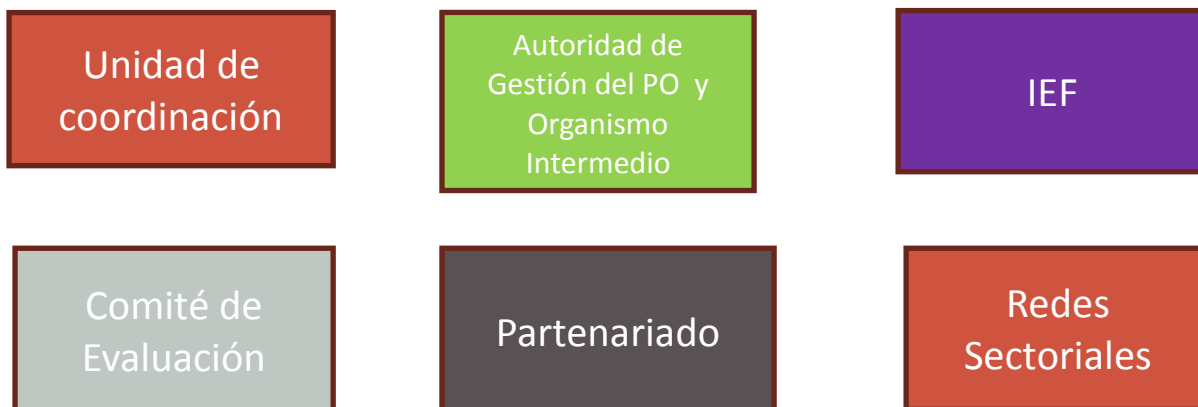 Unidad de
coordinación
Autoridad de
Gestión del PO y
Organismo
Intermedio
IEF
Comité de
Evaluación
Partenariado
Redes
Sectoriales